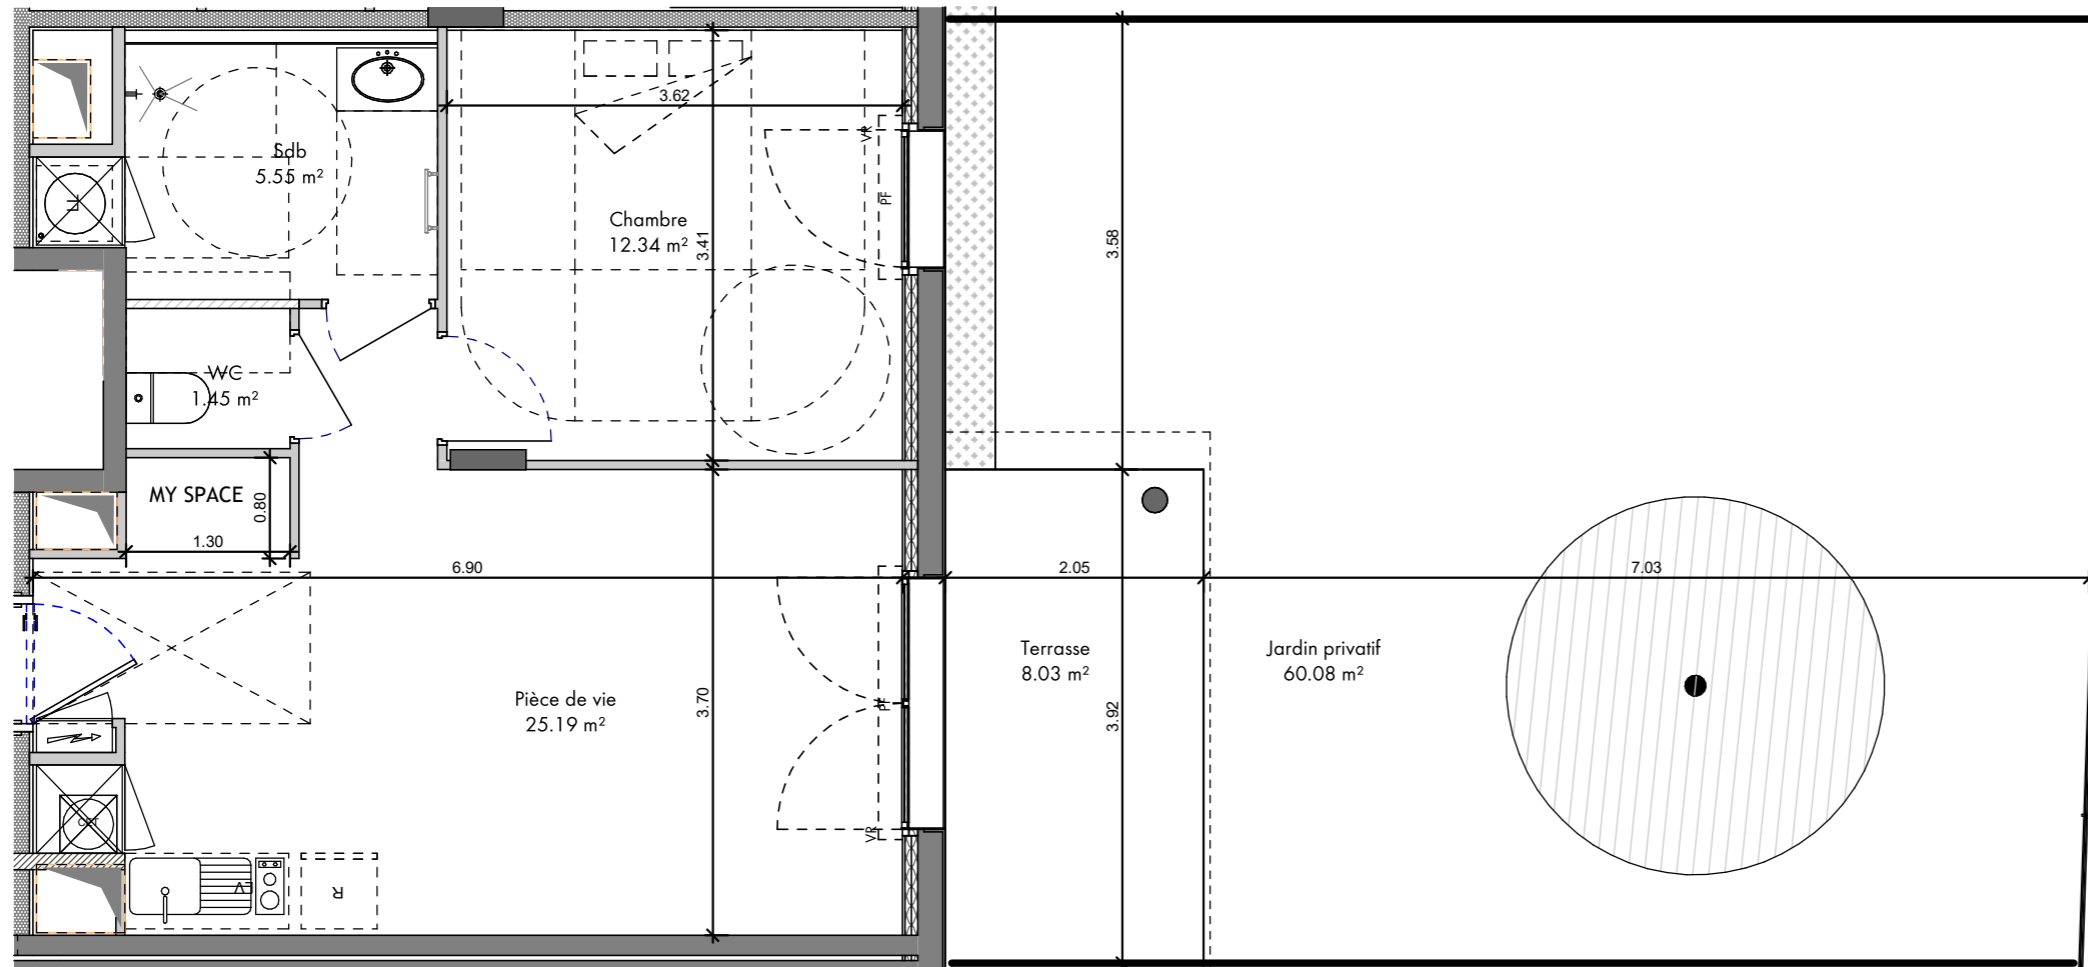 3.62
VR
Sdb
5.55 m²
PF
Chambre
12.34 m²
3.41
3.58
LL
WC
1.45 m²
MY SPACE
0.80
1.30
6.90
2.05
7.03
Terrasse
8.03 m²
Jardin privatif
60.08 m²
Pièce de vie
25.19 m²
3.70
PF
3.92
CET
VR
LV
R